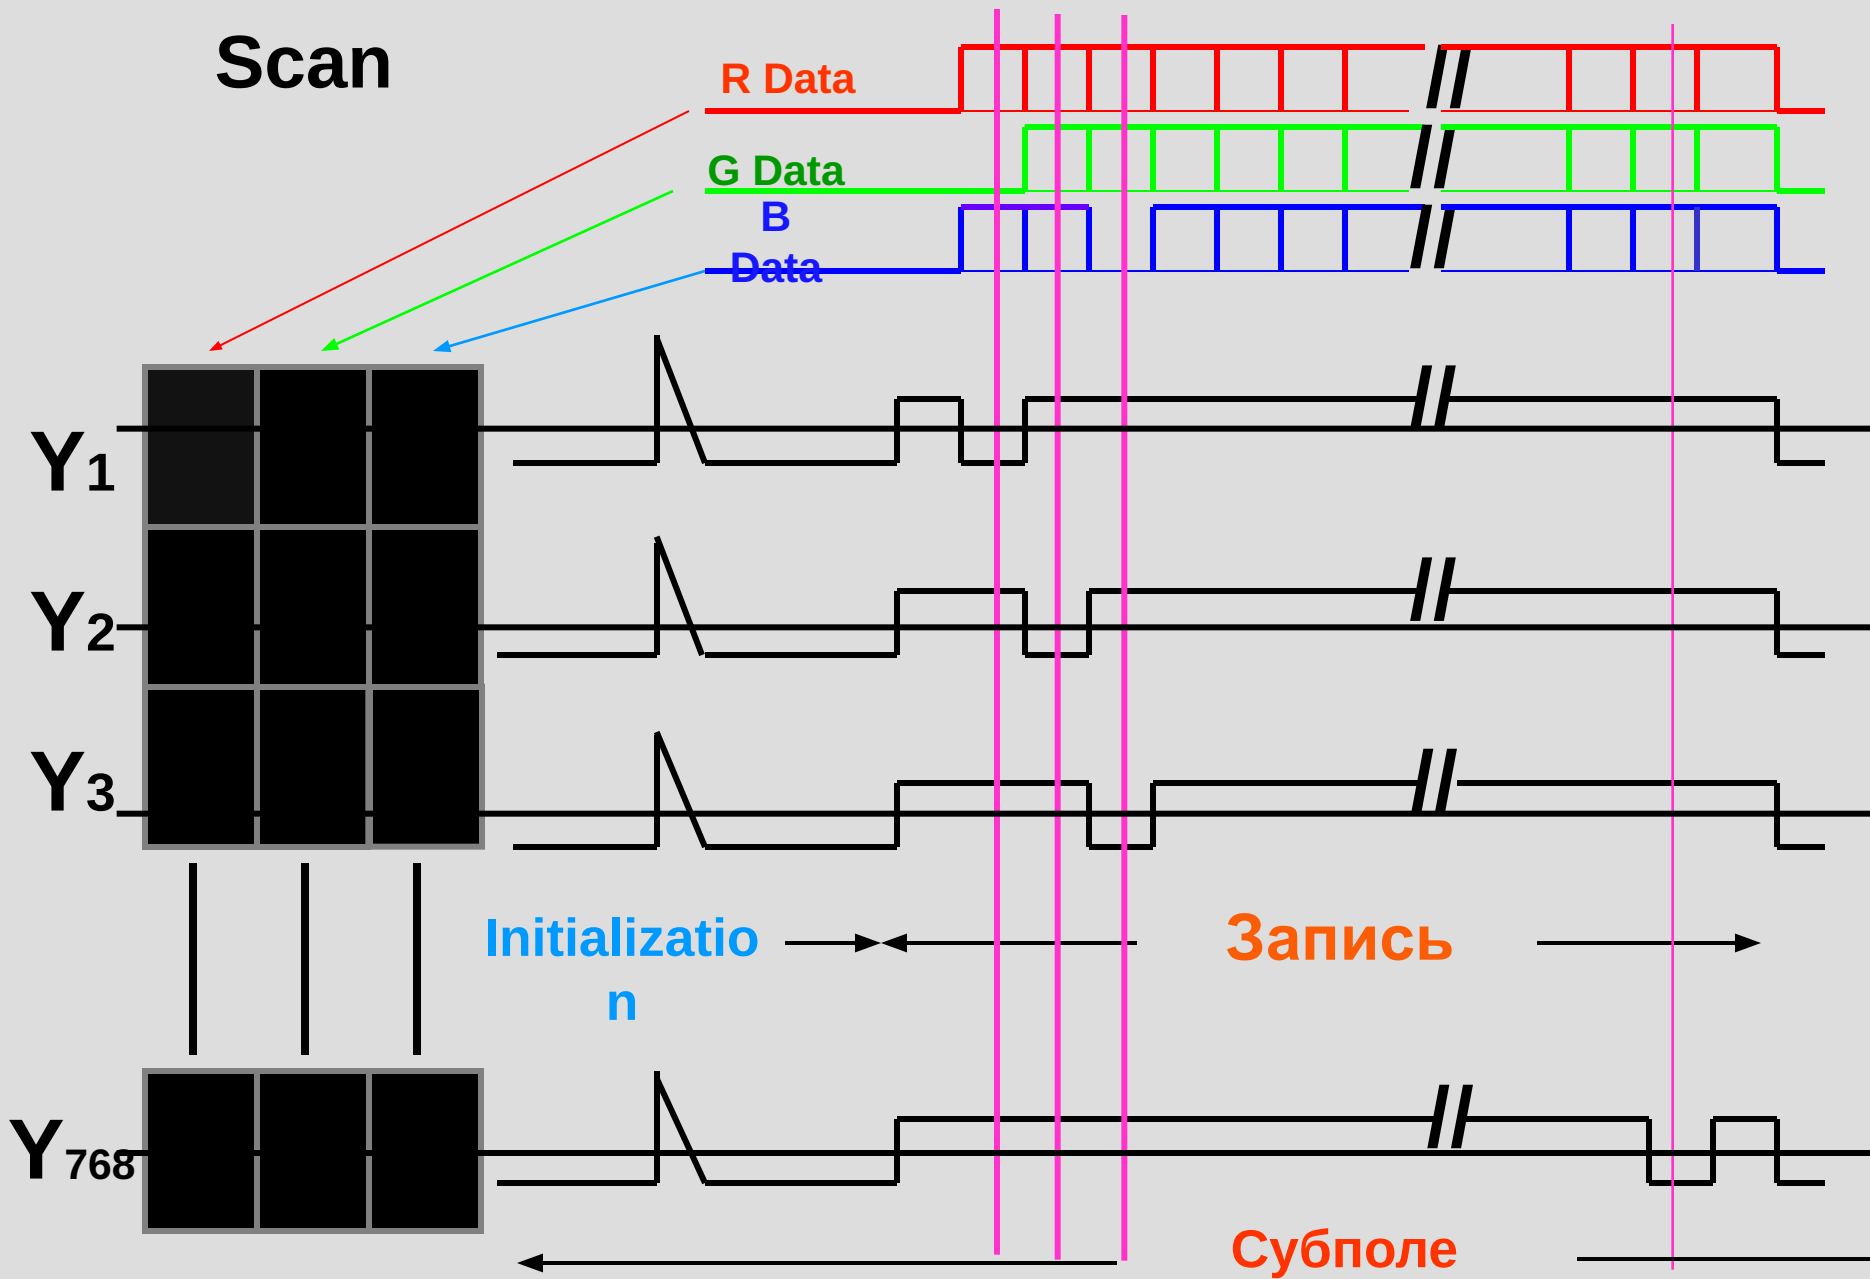 Scan
R Data
G Data
B
Data
Y1
Y2
Y3
Initializatio
n
Запись
Y768
Субполе